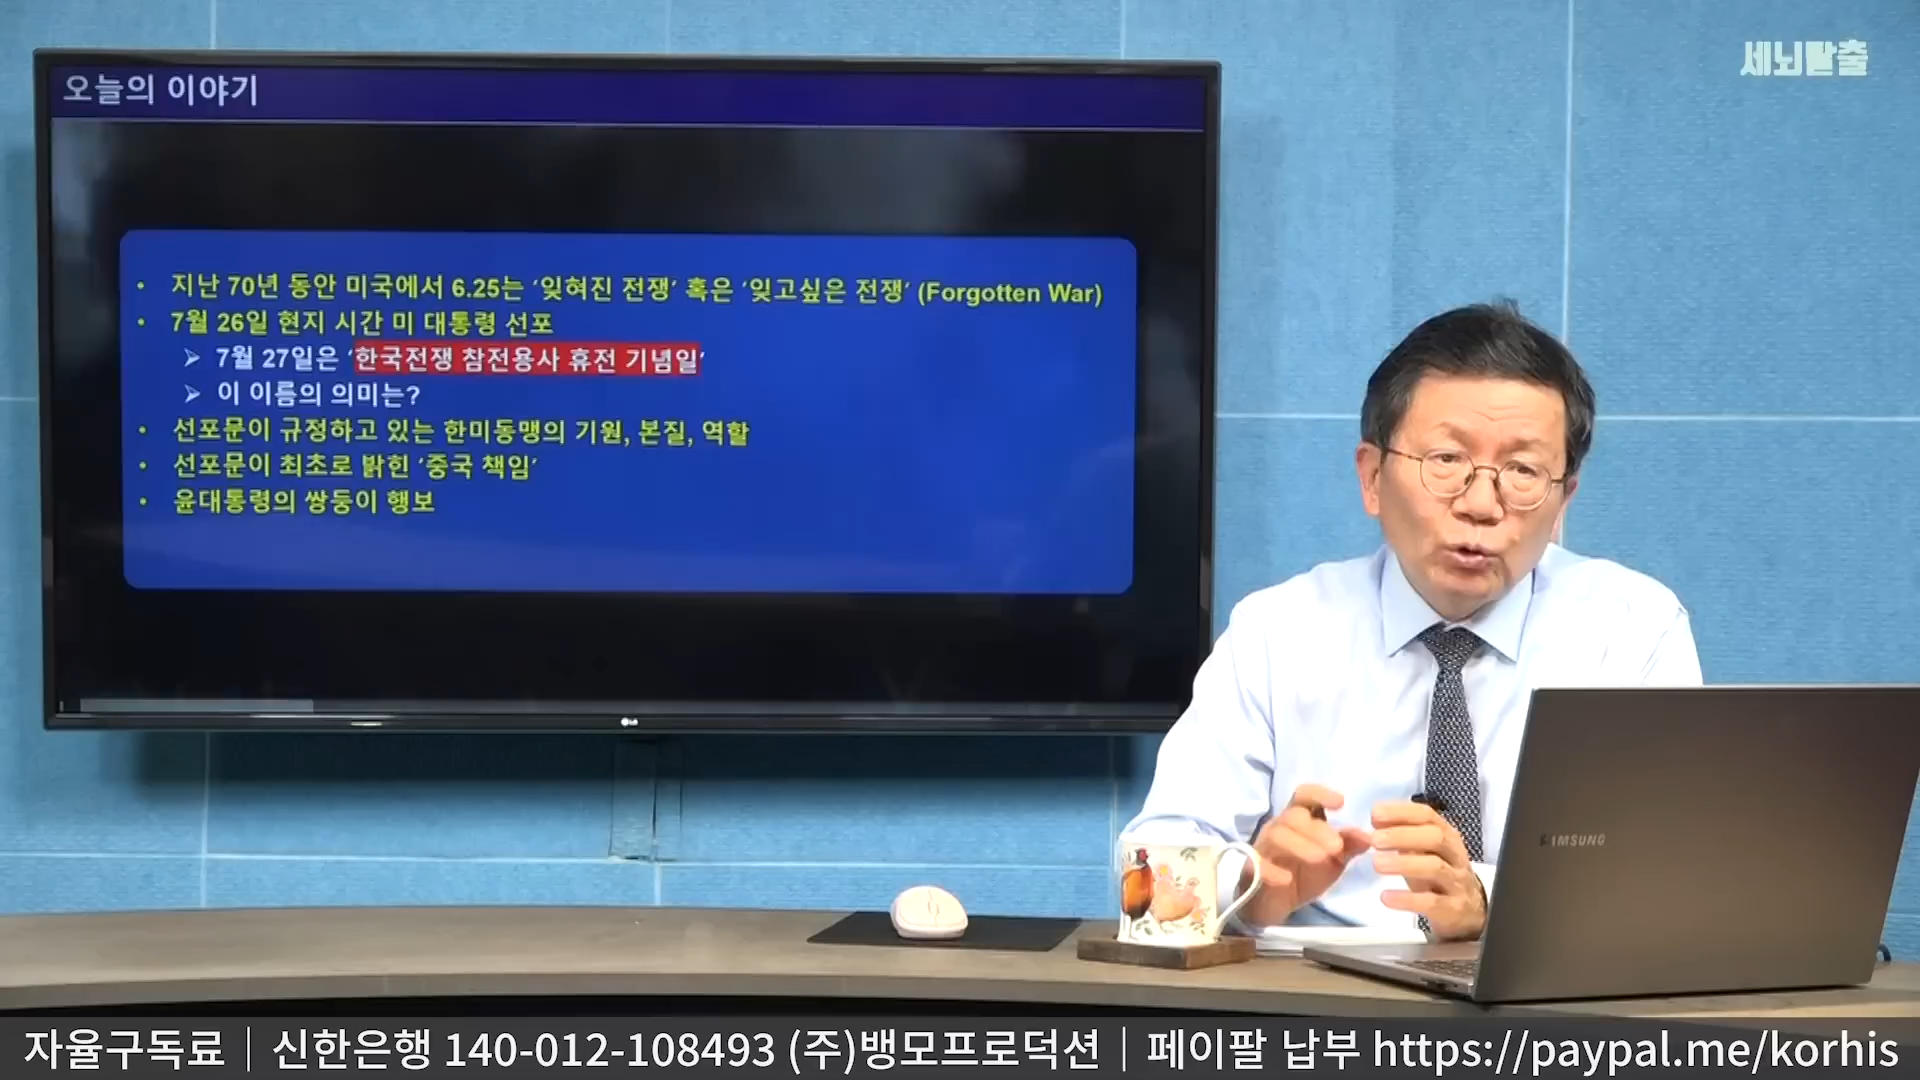 세뇌탈출
오늘의 이야기
• 지난 70년 동안 미국에서 6.25는 ‘잊혀진 전쟁’ 혹은 ‘잊고싶은 전쟁’ (Forgotten War)
• 7월 26일 현지 시간 미 대통령 선포
➢ 7월 27일은 ‘한국전쟁 참전용사 휴전 기념일’
➢ 이 이름의 의미는?
• 선포문이 규정하고 있는 한미동맹의 기원, 본질, 역할
• 선포문이 최초로 밝힌 ‘중국 책임’
• 윤대통령의 쌍둥이 행보
LG
SAMSUNG
자율구독료｜신한은행 140-012-108493 (주)뱅모프로덕션｜페이팔 납부 https://paypal.me/korhis